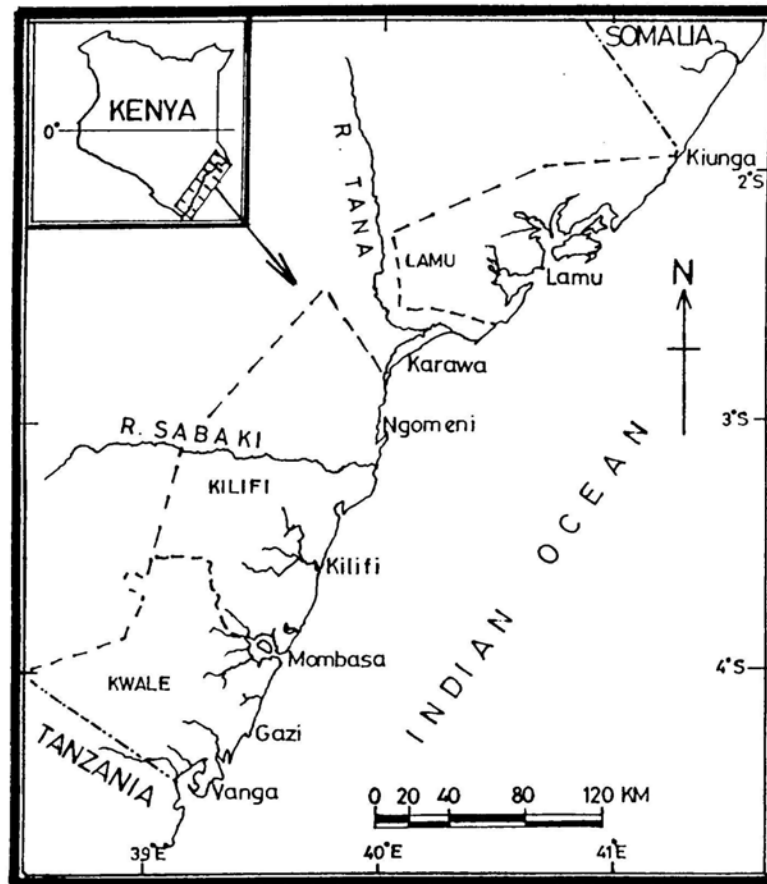 SOMALIA
KENYA
0°
Kiunga
2°S
R. TANA
LAMU
Lamu
N
Karawa
Ngomeni
3°S
R. SABAKI
KILIFI
Kilifi
INDIAN OCEAN
Mombasa
4°S
KWALE
Gazi
TANZANIA
Vanga
0 20 40 80 120 KM
39°E 40°E 41°E